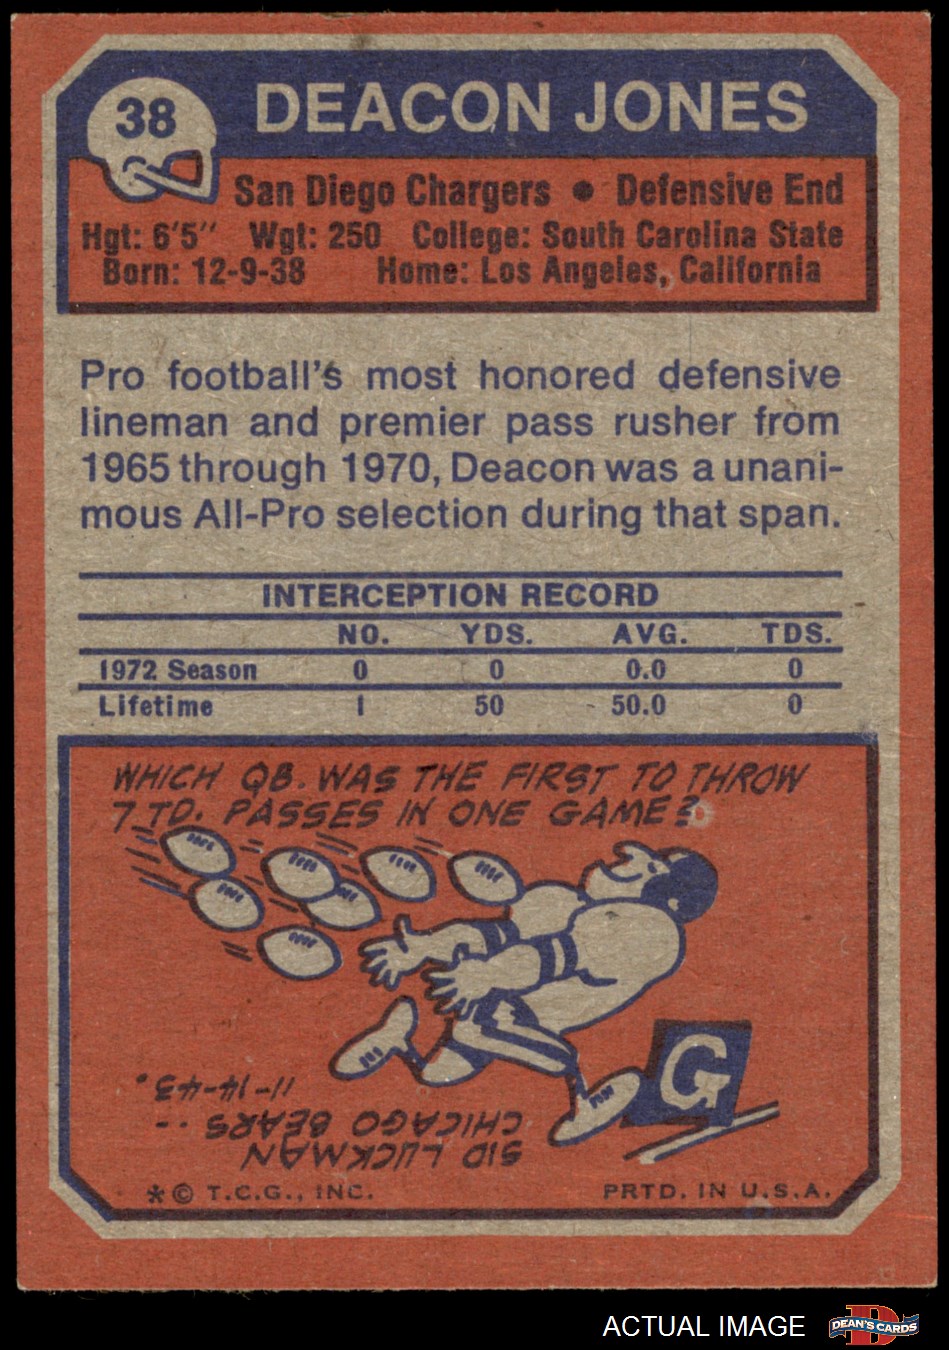 38
DEACON JONES
San Diego Chargers • Defensive End
Hgt: 6'5" Wgt: 250 College: South Carolina State
Born: 12-9-38 Home: Los Angeles, California
Pro football's most honored defensive
lineman and premier pass rusher from
1965 through 1970, Deacon was a unani-
mous All-Pro selection during that span.
INTERCEPTION RECORD
NO. YDS. AVG. TDS.
1972 Season 0 0 0.0 0
Lifetime 1 50 50.0 0
WHICH QB. WAS THE FIRST TO THROW
7 TD. PASSES IN ONE GAME?
G
SID LUCKMAN
CHICAGO BEARS --
11-14-43.
* © T.C.G., INC. PRTD. IN U.S.A.
ACTUAL IMAGE
D
DEAN'S CARDS